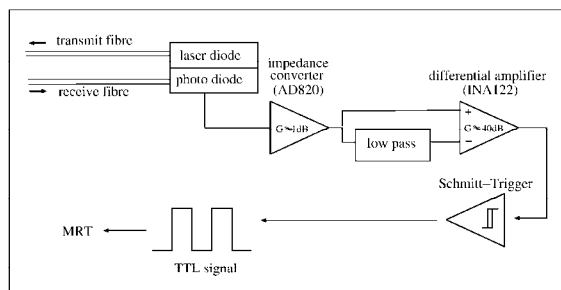 transmit fibre
laser diode
photo diode
receive fibre
impedance
converter
(AD820)
G≈1dB
low pass
differential amplifier
(INA122)
+
G≈40dB
−
Schmitt−Trigger
MRT
TTL signal